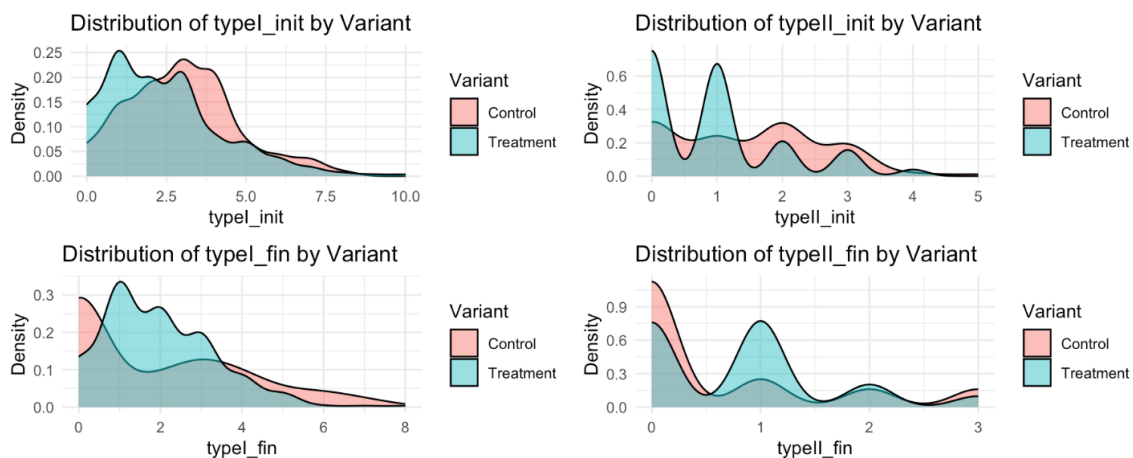 Distribution of typeI_init by Variant
0.25
0.20
0.15
0.10
0.05
0.00
Density
0.0 2.5 5.0 7.5 10.0
typeI_init
Variant
Control
Treatment
Distribution of typeII_init by Variant
0.6
0.4
0.2
0.0
Density
0 1 2 3 4 5
typeII_init
Variant
Control
Treatment
Distribution of typeI_fin by Variant
0.3
0.2
0.1
0.0
Density
0 2 4 6 8
typeI_fin
Variant
Control
Treatment
Distribution of typeII_fin by Variant
0.9
0.6
0.3
0.0
Density
0 1 2 3
typeII_fin
Variant
Control
Treatment